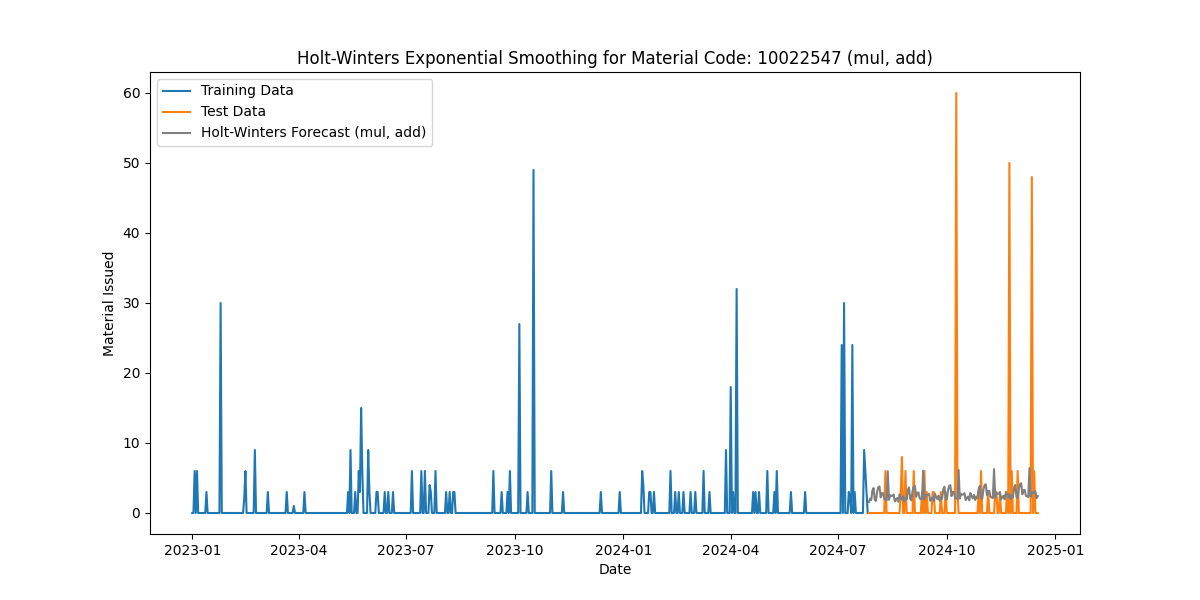 Holt-Winters Exponential Smoothing for Material Code: 10022547 (mul, add)
Training Data
Test Data
Holt-Winters Forecast (mul, add)
Material Issued
60
50
40
30
20
10
0
2023-01 2023-04 2023-07 2023-10 2024-01 2024-04 2024-07 2024-10 2025-01
Date